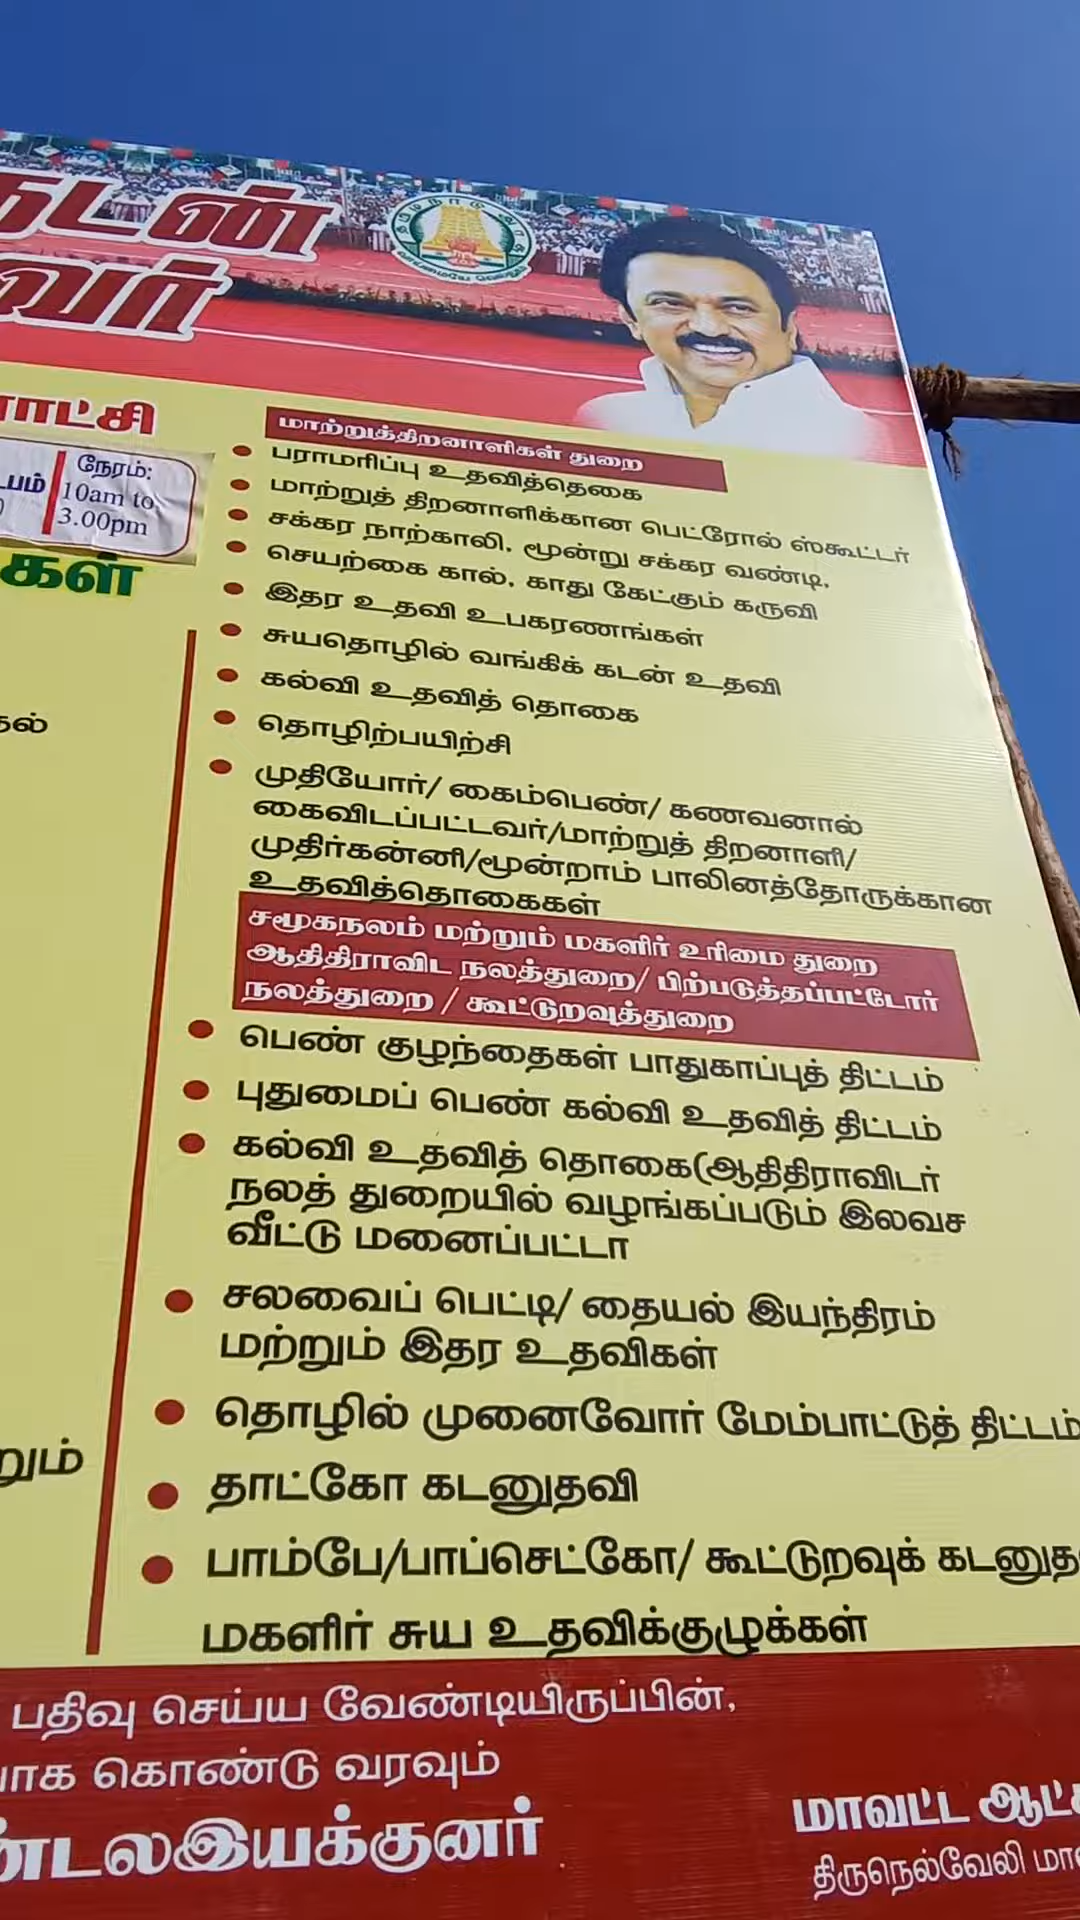 வர்
நேரம்:
10am to
3.00pm
மாற்றுத்திறனாளிகள் துறை
பராமரிப்பு உதவித்தொகை
மாற்றுத் திறனாளிக்கான பெட்ரோல் ஸ்கூட்டர்
சக்கர நாற்காலி, மூன்று சக்கர வண்டி,
செயற்கை கால், காது கேட்கும் கருவி
இதர உதவி உபகரணங்கள்
சுயதொழில் வங்கிக் கடன் உதவி
கல்வி உதவித் தொகை
தொழிற்பயிற்சி
முதியோர்/ கைம்பெண்/ கணவனால்
கைவிடப்பட்டவர்/மாற்றுத் திறனாளி/
முதிர்கன்னி/மூன்றாம் பாலினத்தோருக்கான
உதவித்தொகைகள்
சமூகநலம் மற்றும் மகளிர் உரிமை துறை
ஆதிதிராவிட நலத்துறை/ பிற்படுத்தப்பட்டோர்
நலத்துறை / கூட்டுறவுத்துறை
பெண் குழந்தைகள் பாதுகாப்புத் திட்டம்
புதுமைப் பெண் கல்வி உதவித் திட்டம்
கல்வி உதவித் தொகை(ஆதிதிராவிடர்
நலத் துறையில் வழங்கப்படும் இலவச
வீட்டு மனைப்பட்டா
சலவைப் பெட்டி/ தையல் இயந்திரம்
மற்றும் இதர உதவிகள்
தொழில் முனைவோர் மேம்பாட்டுத் திட்டம்
தாட்கோ கடனுதவி
பாம்பே/பாப்செட்கோ/ கூட்டுறவுக் கடனுத
மகளிர் சுய உதவிக்குழுக்கள்
பதிவு செய்ய வேண்டியிருப்பின்,
கொண்டு வரவும்
மாவட்ட
திருநெல்வேலி